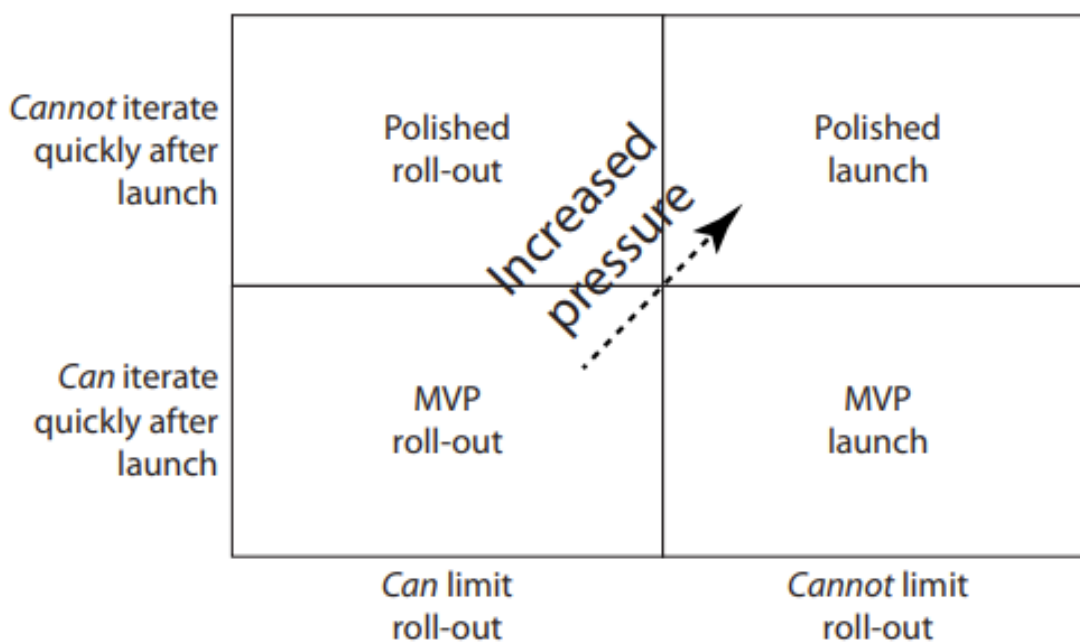 Cannot iterate
quickly after
launch
Polished
roll-out
Polished
launch
Increased
pressure
Can iterate
quickly after
launch
MVP
roll-out
MVP
launch
Can limit
roll-out
Cannot limit
roll-out